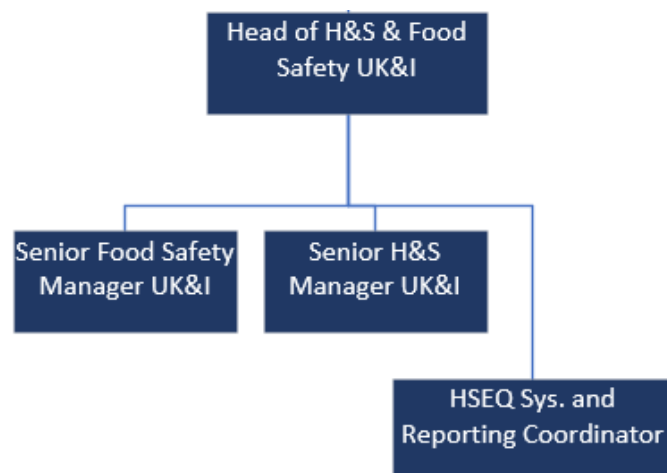 Head of H&S & Food
Safety UK&I
Senior Food Safety
Manager UK&I
Senior H&S
Manager UK&I
HSEQ Sys. and
Reporting Coordinator